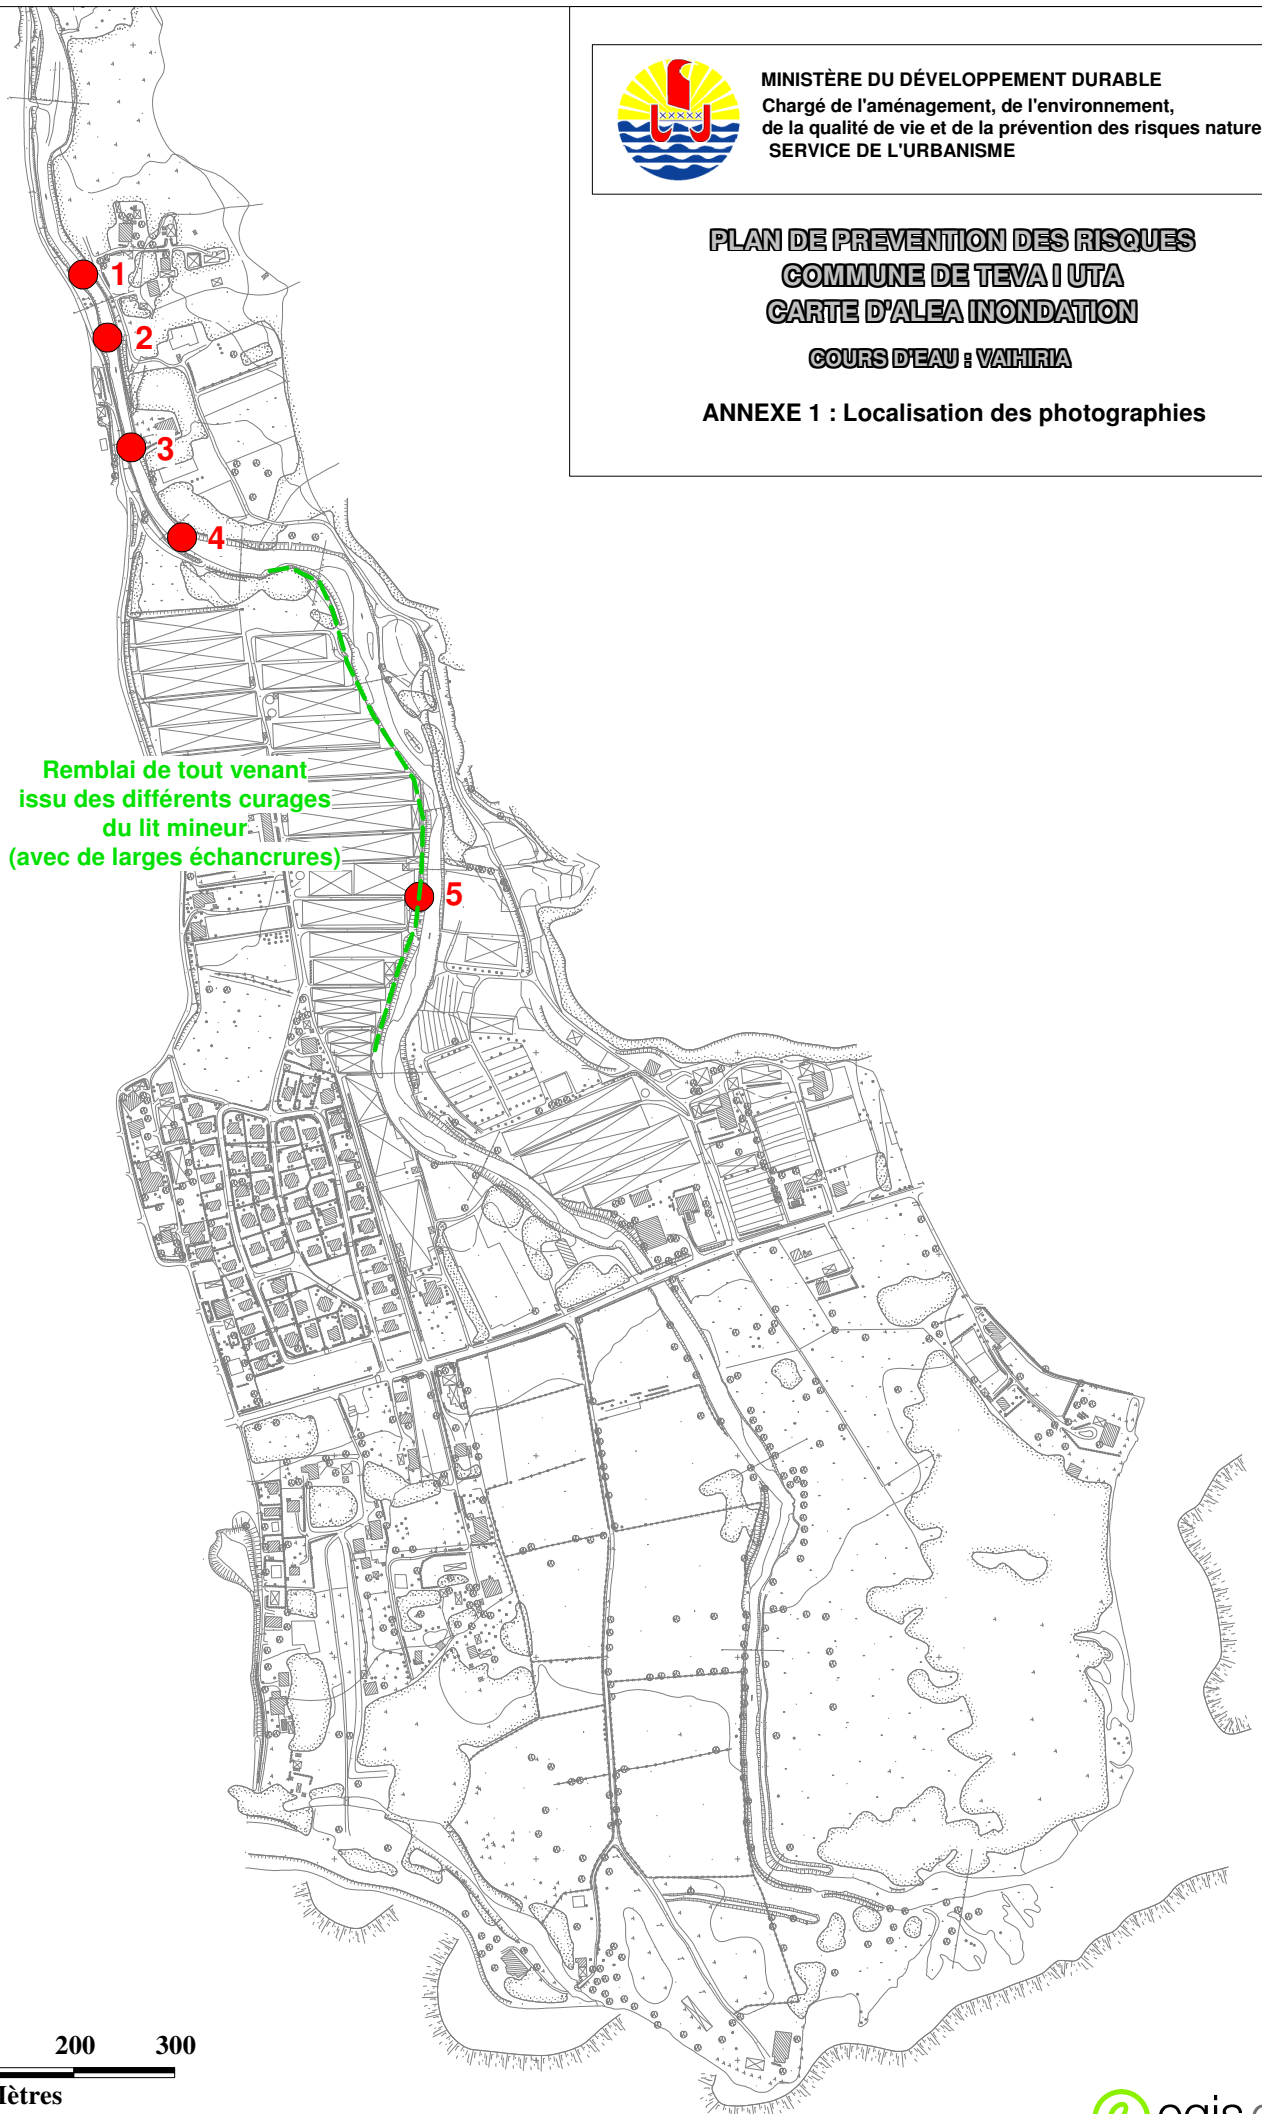 MINISTÈRE DU DÉVELOPPEMENT DURABLE
Chargé de l'aménagement, de l'environnement,
de la qualité de vie et de la prévention des risques nature
SERVICE DE L'URBANISME
PLAN DE PREVENTION DES RISQUES
COMMUNE DE TEVA I UTA
CARTE D'ALEA INONDATION
COURS D'EAU : VAIHIRIA
ANNEXE 1 : Localisation des photographies
1
2
3
4
Remblai de tout venant
issu des différents curages
du lit mineur
(avec de larges échancrures)
5
200 300
ètres
egis